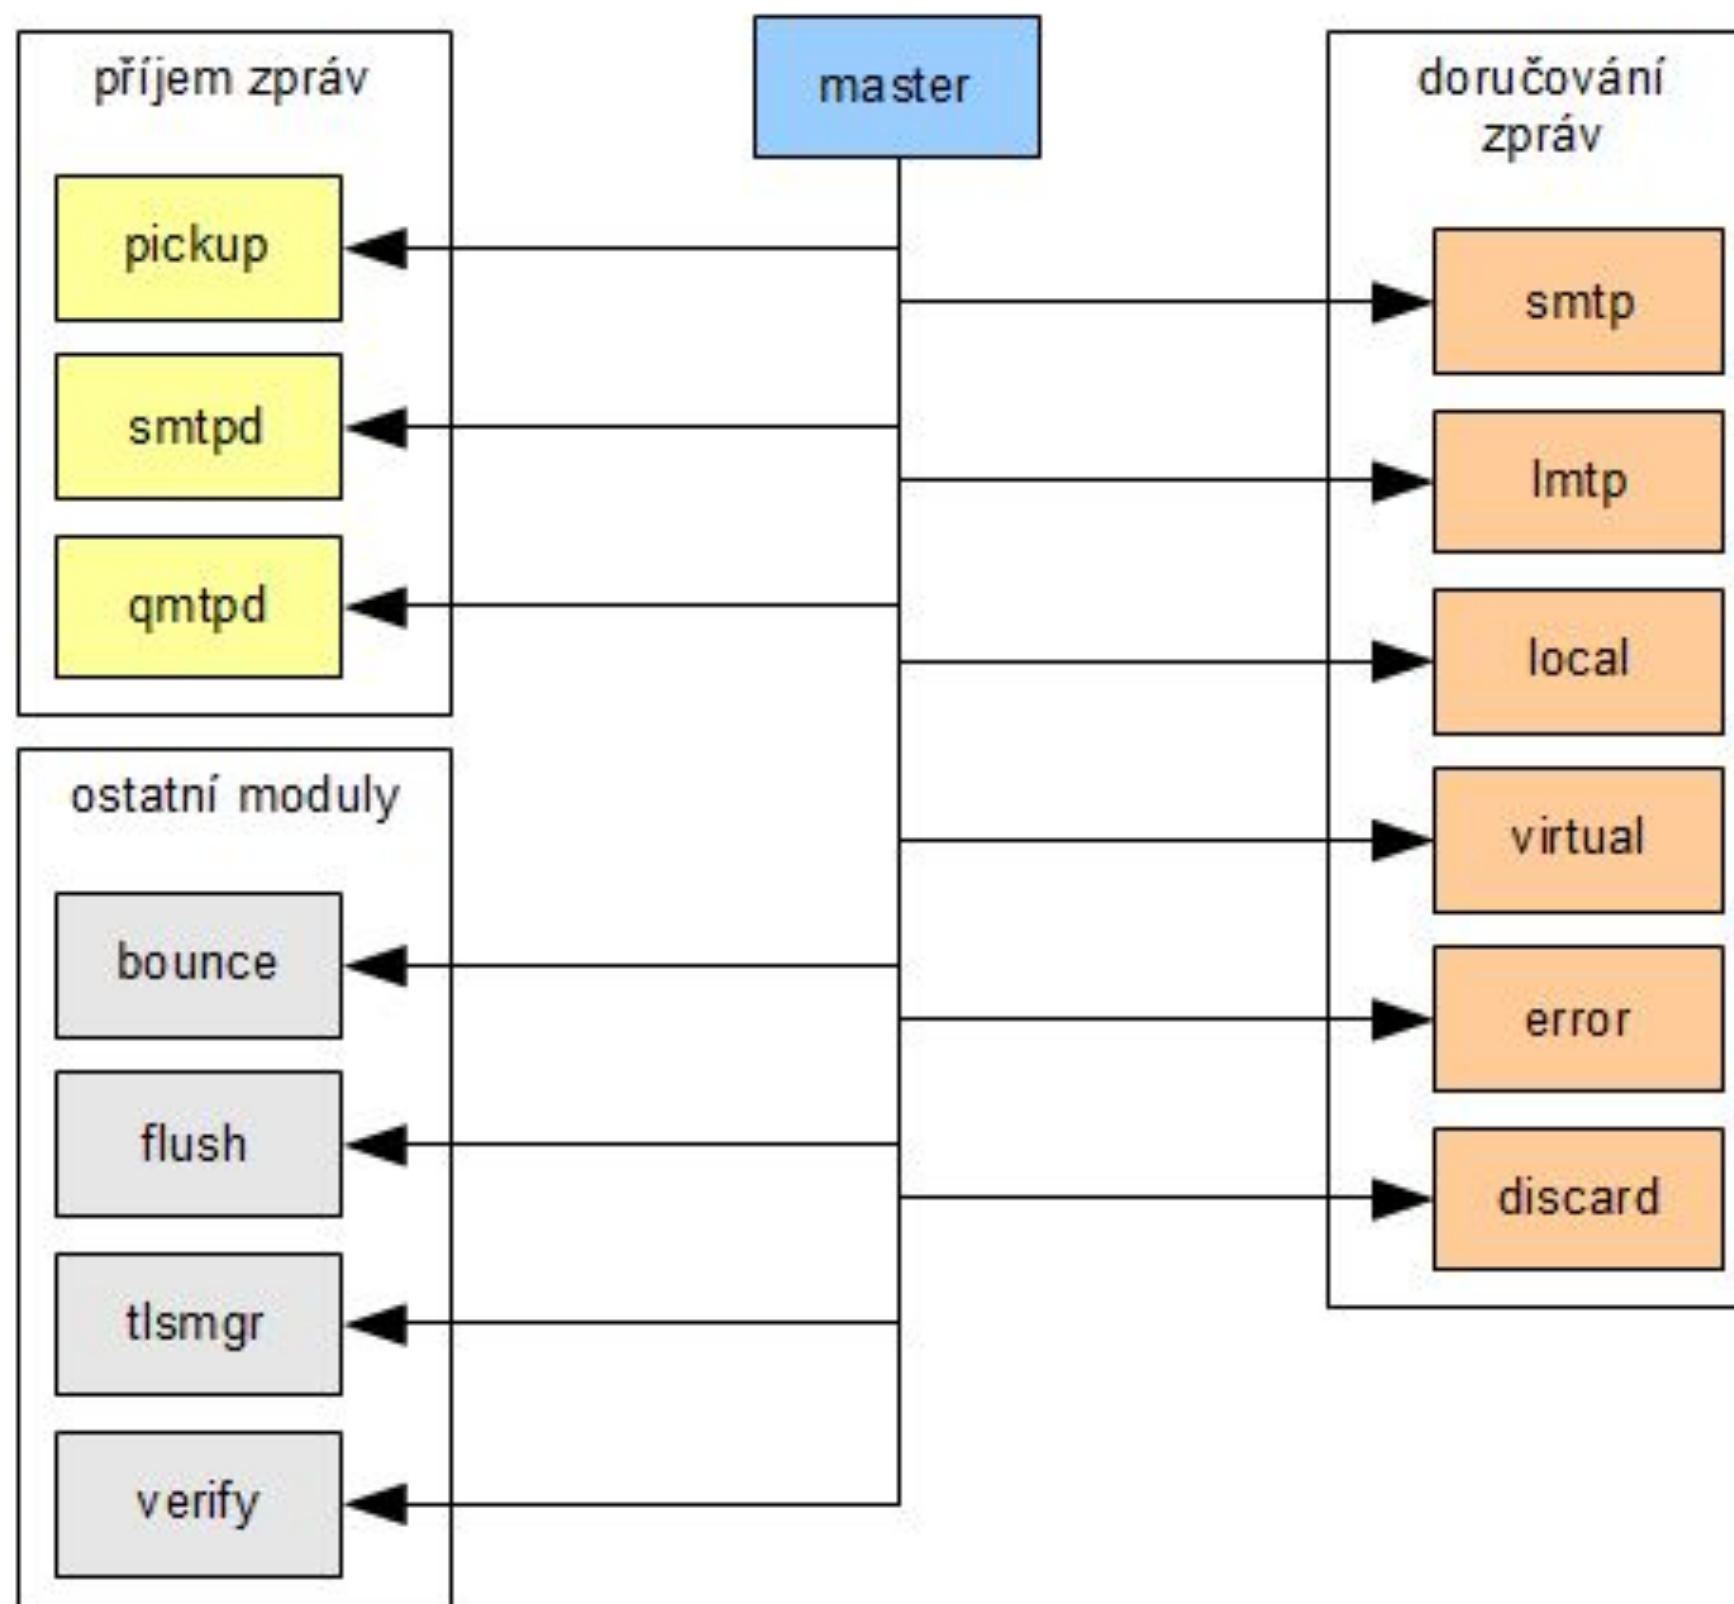 příjem zpráv
pickup
smtpd
qmtpd
ostatní moduly
bounce
flush
tlsmgr
verify
master
doručování
zpráv
smtp
lmtp
local
virtual
error
discard